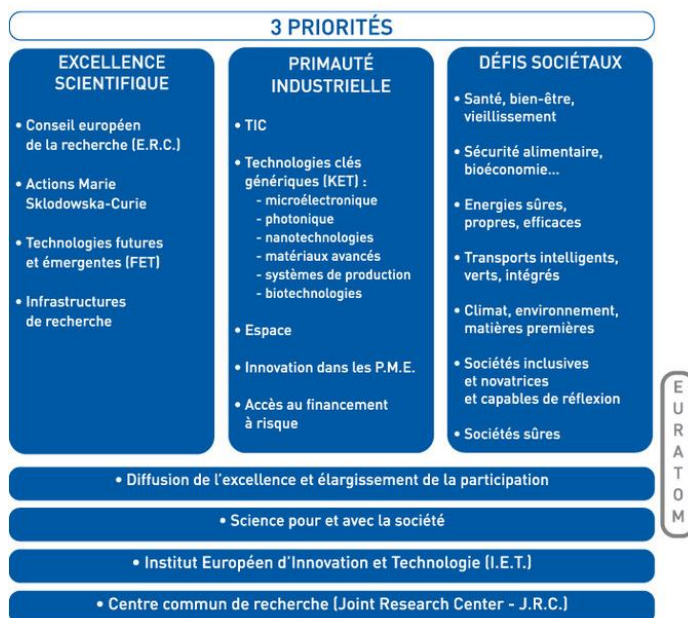 3 PRIORITÉS
EXCELLENCE
SCIENTIFIQUE
• Conseil européen
de la recherche (E.R.C.)
• Actions Marie
Sklodowska-Curie
• Technologies futures
et émergentes (FET)
• Infrastructures
de recherche
PRIMAUTÉ
INDUSTRIELLE
• TIC
• Technologies clés
génériques (KET) :
- microélectronique
- photonique
- nanotechnologies
- matériaux avancés
- systèmes de production
- biotechnologies
• Espace
• Innovation dans les P.M.E.
• Accès au financement
à risque
DÉFIS SOCIÉTAUX
• Santé, bien-être,
vieillissement
• Sécurité alimentaire,
bioéconomie...
• Energies sûres,
propres, efficaces
• Transports intelligents,
verts, intégrés
• Climat, environnement,
matières premières
• Sociétés inclusives
et novatrices
et capables de réflexion
• Sociétés sûres
• Diffusion de l'excellence et élargissement de la participation
• Science pour et avec la société
• Institut Européen d'Innovation et Technologie (I.E.T.)
• Centre commun de recherche (Joint Research Center - J.R.C.)
EURATOM